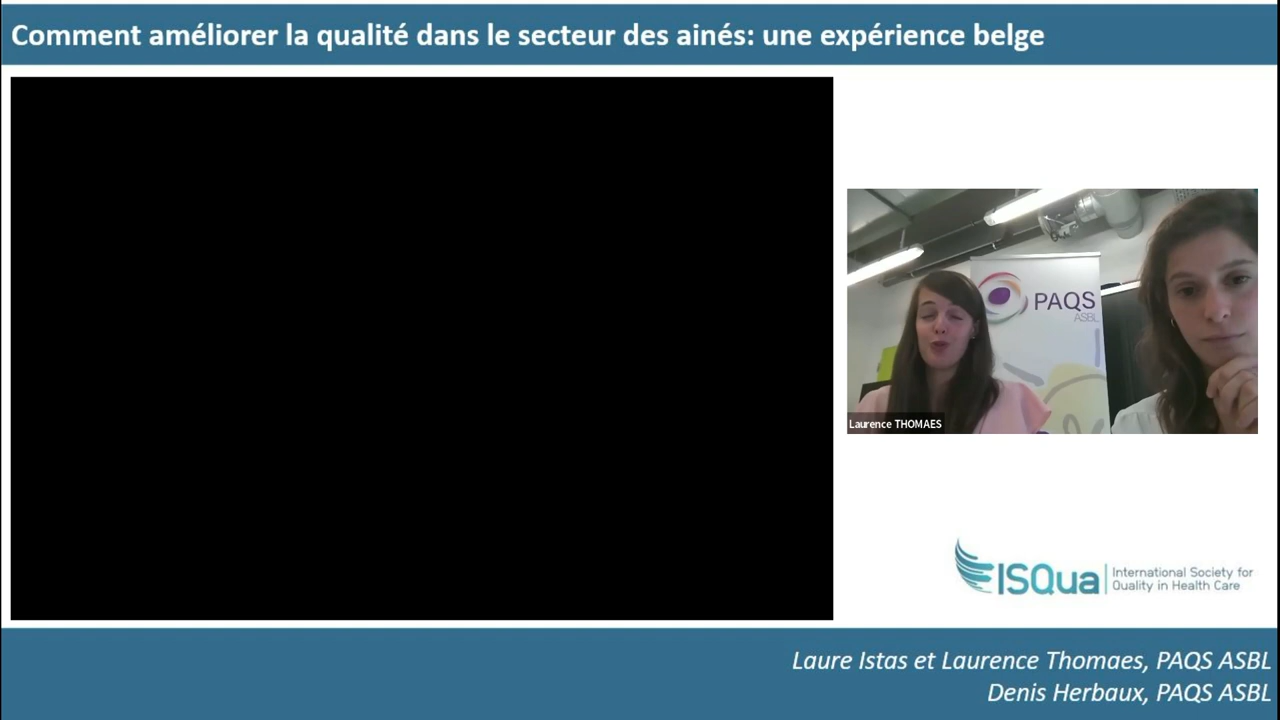 Comment améliorer la qualité dans le secteur des ainés: une expérience belge
PAQS
ASBL
Laurence THOMAES
ISQua
International Society for
Quality in Health Care
Laure Istas et Laurence Thomaes, PAQS ASBL
Denis Herbaux, PAQS ASBL